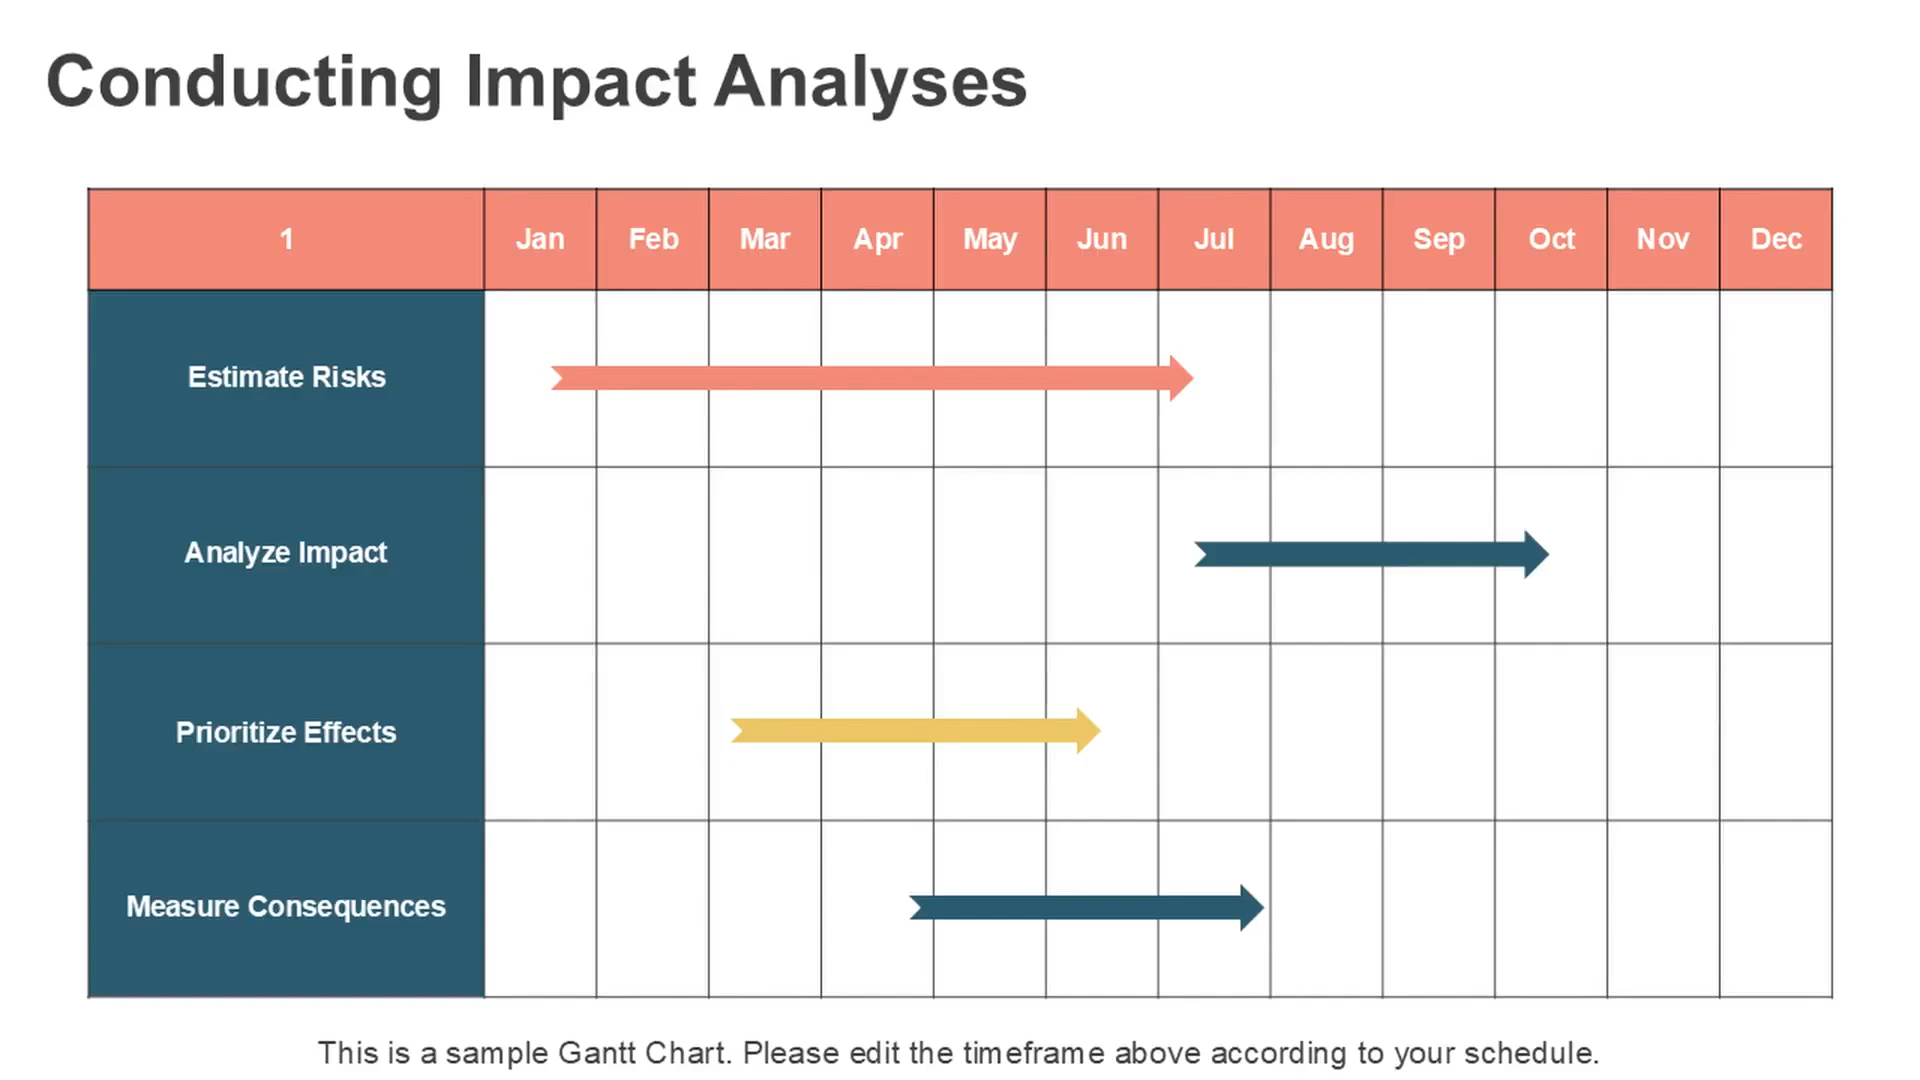 Conducting Impact Analyses
1 Jan Feb Mar Apr May Jun Jul Aug Sep Oct Nov Dec
Estimate Risks
Analyze Impact
Prioritize Effects
Measure Consequences
This is a sample Gantt Chart. Please edit the timeframe above according to your schedule.